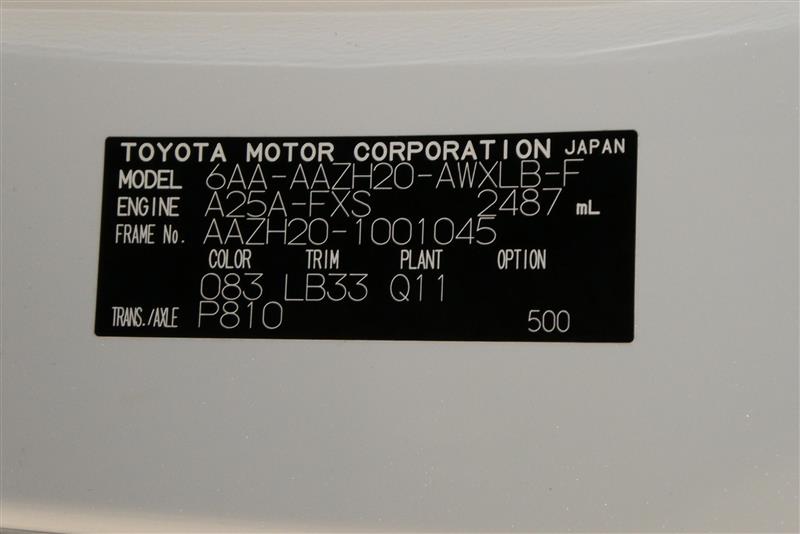 TOYOTA MOTOR CORPORATION JAPAN
MODEL 6AA-AAZH20-AWXLB-F
ENGINE A25A-FXS 2487 mL
FRAME No. AAZH20-1001045
COLOR TRIM PLANT OPTION
083 LB33 Q11
TRANS./AXLE P810 500